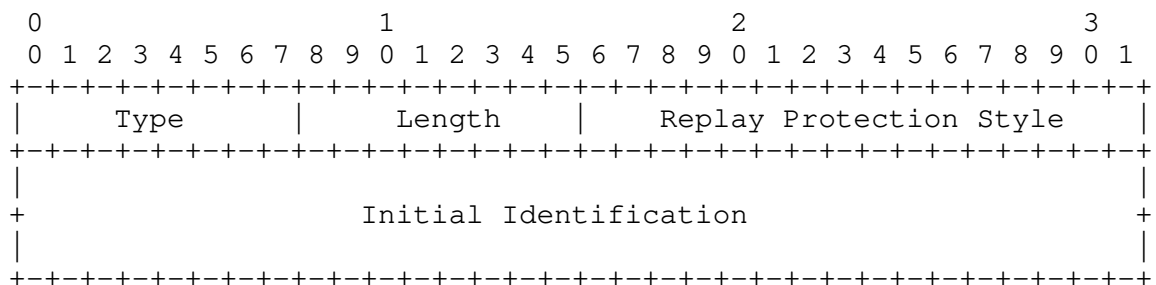 0                   1                   2                   3
 0 1 2 3 4 5 6 7 8 9 0 1 2 3 4 5 6 7 8 9 0 1 2 3 4 5 6 7 8 9 0 1
+-+-+-+-+-+-+-+-+-+-+-+-+-+-+-+-+-+-+-+-+-+-+-+-+-+-+-+-+-+-+-+-+
|     Type      |     Length    |    Replay Protection Style    |
+-+-+-+-+-+-+-+-+-+-+-+-+-+-+-+-+-+-+-+-+-+-+-+-+-+-+-+-+-+-+-+-+
|                                                               |
+                   Initial Identification                      +
|                                                               |
+-+-+-+-+-+-+-+-+-+-+-+-+-+-+-+-+-+-+-+-+-+-+-+-+-+-+-+-+-+-+-+-+